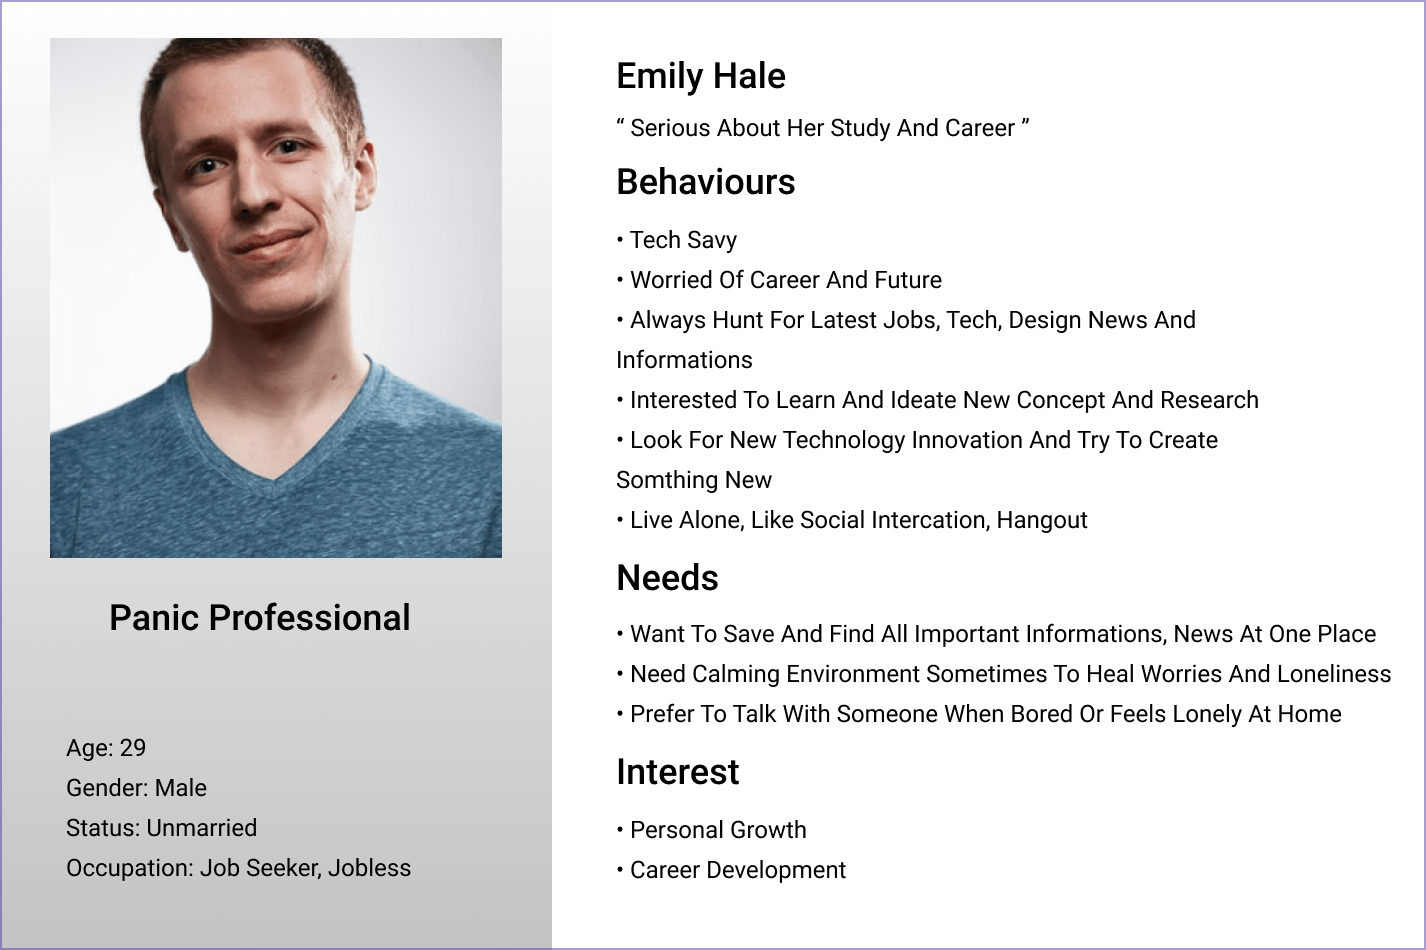 Panic Professional
Age: 29
Gender: Male
Status: Unmarried
Occupation: Job Seeker, Jobless
Emily Hale
“ Serious About Her Study And Career ”
Behaviours
• Tech Savy
• Worried Of Career And Future
• Always Hunt For Latest Jobs, Tech, Design News And
Informations
• Interested To Learn And Ideate New Concept And Research
• Look For New Technology Innovation And Try To Create
Somthing New
• Live Alone, Like Social Intercation, Hangout
Needs
• Want To Save And Find All Important Informations, News At One Place
• Need Calming Environment Sometimes To Heal Worries And Loneliness
• Prefer To Talk With Someone When Bored Or Feels Lonely At Home
Interest
• Personal Growth
• Career Development